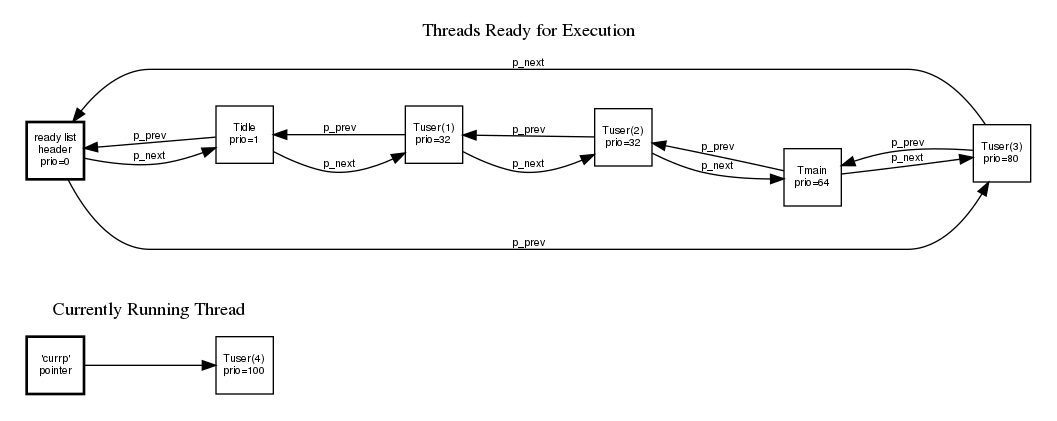 Threads Ready for Execution
p_next
ready list
header
prio=0
p_prev
p_next
Tidle
prio=1
p_prev
p_next
Tuser(1)
prio=32
p_prev
p_next
Tuser(2)
prio=32
p_prev
p_next
Tmain
prio=64
p_prev
p_next
Tuser(3)
prio=80
p_prev
Currently Running Thread
'currp'
pointer
Tuser(4)
prio=100